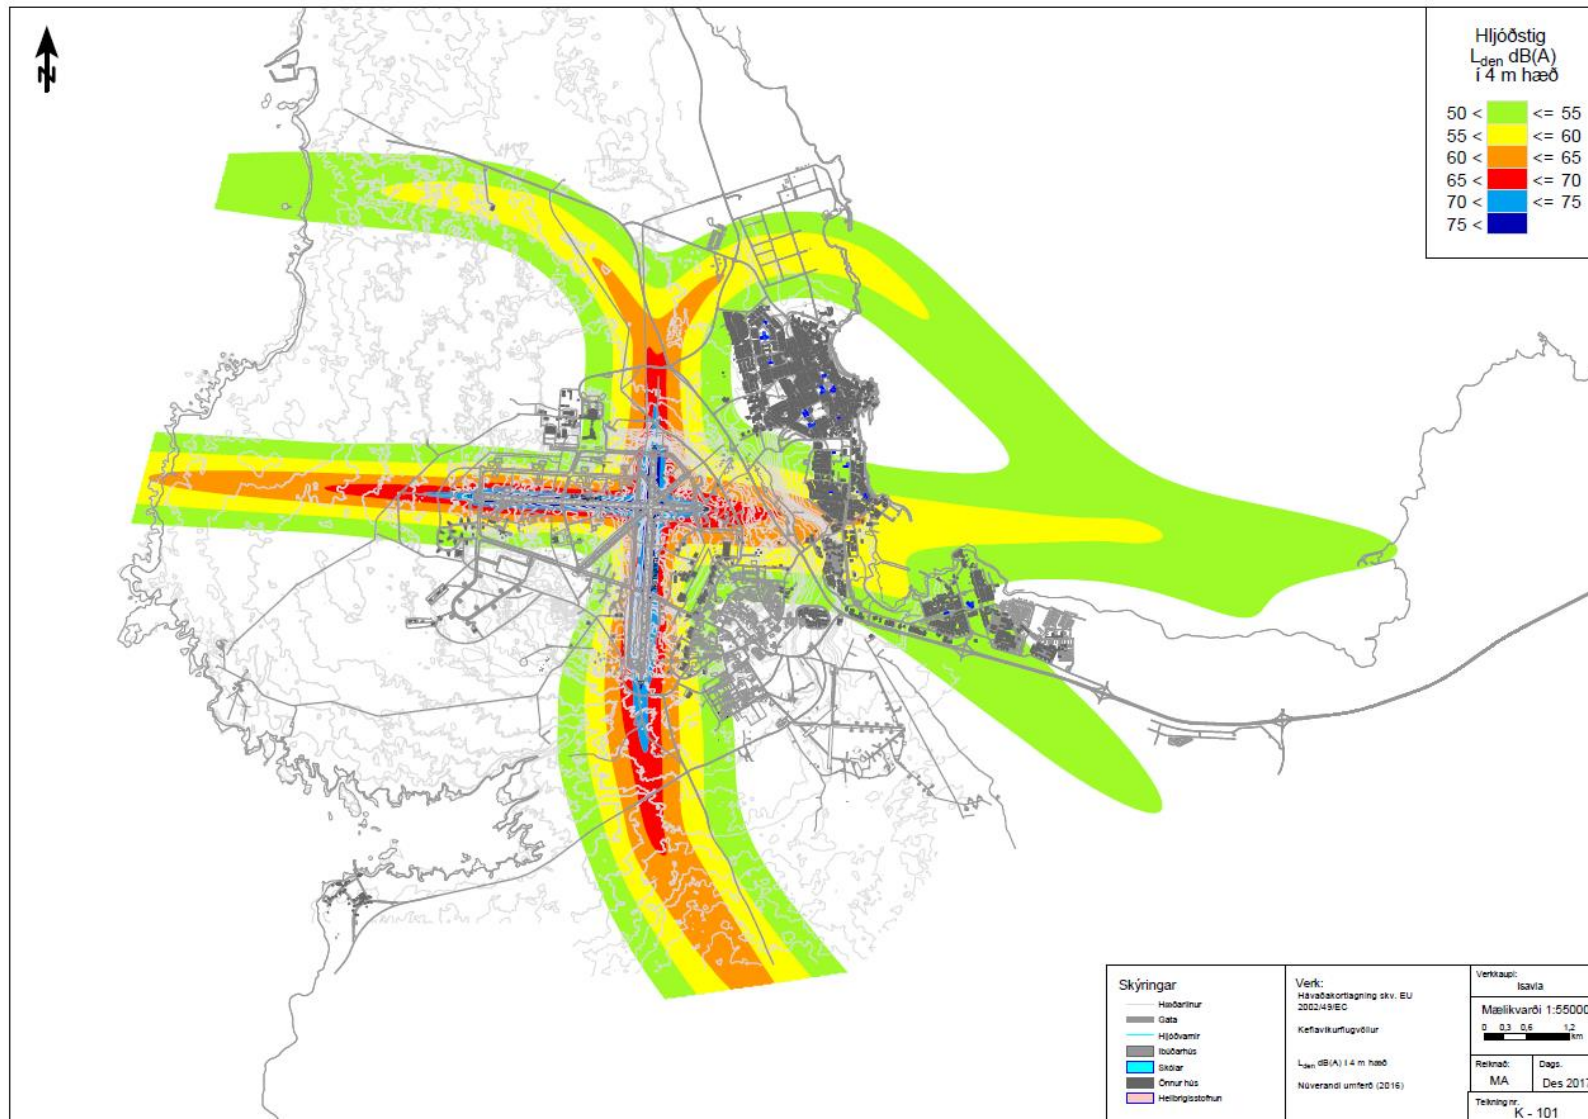 N
Hljóðstig
Lden dB(A)
í 4 m hæð
50 < <= 55
55 < <= 60
60 < <= 65
65 < <= 70
70 < <= 75
75 <
Skýringar
Hæðarlínur
Gata
Hljóðvarnir
Íbúðarhús
Skólar
Önnur hús
Heilbrigisstofnun
Verk:
Hávaðakortlagning skv. EU
2002/49/EC
Keflavíkurflugvöllur
Lden dB(A) í 4 m hæð
Núverandi umferð (2016)
Verkkaupi:
Isavia
Mælikvarði 1:55000
0 0,3 0,6 1,2
km
Reiknað:
MA
Dags.
Des 2017
Teikning nr.
K - 101